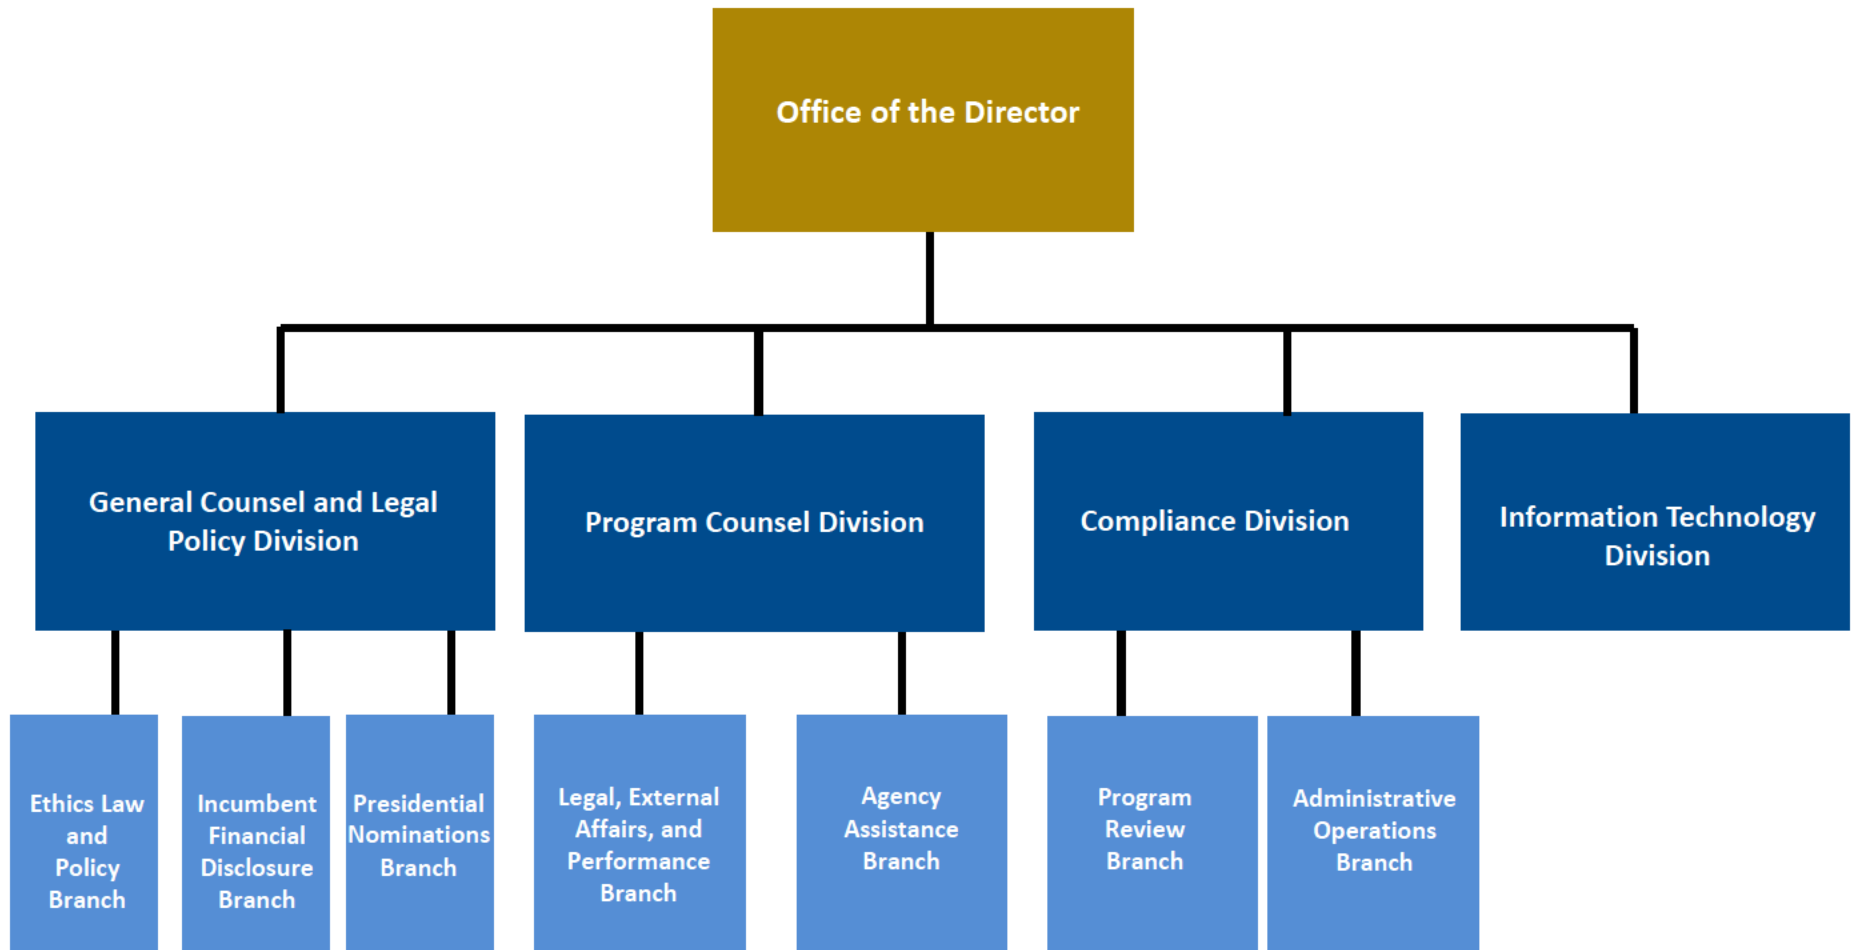 Office of the Director
General Counsel and Legal
Policy Division
Program Counsel Division
Compliance Division
Information Technology
Division
Ethics Law
and
Policy
Branch
Incumbent
Financial
Disclosure
Branch
Presidential
Nominations
Branch
Legal, External
Affairs, and
Performance
Branch
Agency
Assistance
Branch
Program
Review
Branch
Administrative
Operations
Branch